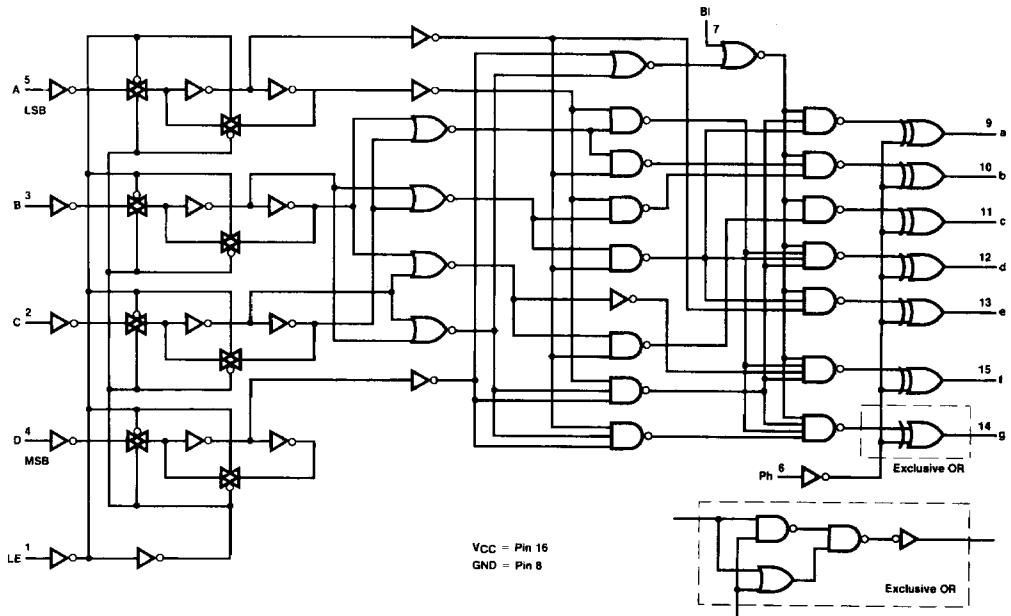 BI
7
5
A
LSB
9
a
10
b
3
B
11
c
12
d
13
e
2
C
15
f
4
D
MSB
14
g
Exclusive OR
6
Ph
1
LE
VCC = Pin 16
GND = Pin 8
Exclusive OR